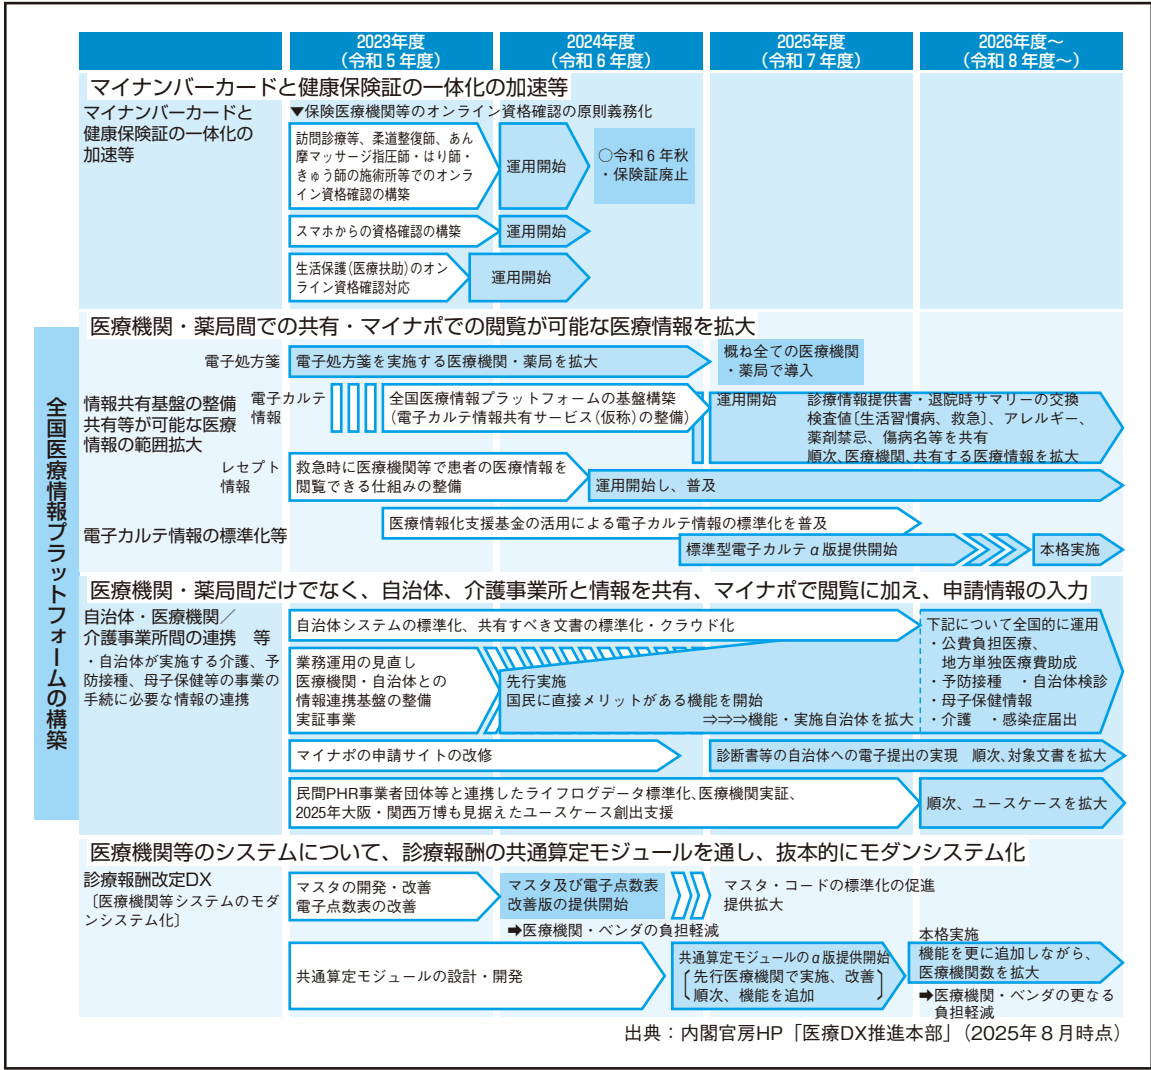 2023年度
（令和５年度）
2024年度
（令和６年度）
2025年度
（令和７年度）
2026年度～
（令和８年度～）
マイナンバーカードと健康保険証の一体化の加速等
マイナンバーカードと
健康保険証の一体化の
加速等
▼保険医療機関等のオンライン資格確認の原則義務化
訪問診療等、柔道整復師、あん
摩マッサージ指圧師・はり師・
きゅう師の施術所等でのオンラ
イン資格確認の構築
運用開始
○令和６年秋
・保険証廃止
スマホからの資格確認の構築
運用開始
生活保護（医療扶助）のオン
ライン資格確認対応
運用開始
全国医療情報プラットフォームの構築
医療機関・薬局間での共有・マイナポでの閲覧が可能な医療情報を拡大
電子処方箋
電子処方箋を実施する医療機関・薬局を拡大
概ね全ての医療機関
・薬局で導入
情報共有基盤の整備
共有等が可能な医療
情報の範囲拡大
電子カルテ
情報
全国医療情報プラットフォームの基盤構築
（電子カルテ情報共有サービス（仮称）の整備）
運用開始
診療情報提供書・退院時サマリーの交換
検査値〔生活習慣病、救急〕、アレルギー、
薬剤禁忌、傷病名等を共有
順次、医療機関、共有する医療情報を拡大
レセプト
情報
救急時に医療機関等で患者の医療情報を
閲覧できる仕組みの整備
運用開始し、普及
電子カルテ情報の標準化等
医療情報化支援基金の活用による電子カルテ情報の標準化を普及
標準型電子カルテα版提供開始
本格実施
医療機関・薬局間だけでなく、自治体、介護事業所と情報を共有、マイナポで閲覧に加え、申請情報の入力
自治体・医療機関／
介護事業所間の連携　等
・自治体が実施する介護、予
防接種、母子保健等の事業の
手続に必要な情報の連携
自治体システムの標準化、共有すべき文書の標準化・クラウド化
業務運用の見直し
医療機関・自治体との
情報連携基盤の整備
実証事業
先行実施
国民に直接メリットがある機能を開始
⇒⇒⇒機能・実施自治体を拡大
下記について全国的に運用
・公費負担医療、
地方単独医療費助成
・予防接種　・自治体検診
・母子保健情報
・介護　・感染症届出
マイナポの申請サイトの改修
診断書等の自治体への電子提出の実現　順次、対象文書を拡大
民間PHR事業者団体等と連携したライフログデータ標準化、医療機関実証、
2025年大阪・関西万博も見据えたユースケース創出支援
順次、ユースケースを拡大
医療機関等のシステムについて、診療報酬の共通算定モジュールを通し、抜本的にモダンシステム化
診療報酬改定DX
〔医療機関等システムのモダ
ンシステム化〕
マスタの開発・改善
電子点数表の改善
マスタ及び電子点数表
改善版の提供開始
マスタ・コードの標準化の促進
提供拡大
➡医療機関・ベンダの負担軽減
共通算定モジュールの設計・開発
共通算定モジュールのα版提供開始
先行医療機関で実施、改善
順次、機能を追加
本格実施
機能を更に追加しながら、
医療機関数を拡大
➡医療機関・ベンダの更なる
負担軽減
出典：内閣官房HP「医療DX推進本部」（2025年８月時点）